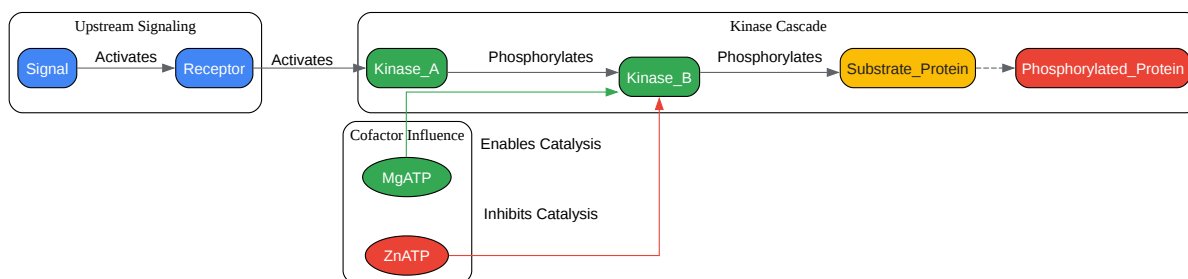 Upstream Signaling
Kinase Cascade
Signal
Activates
Receptor
Activates
Kinase_A
Phosphorylates
Kinase_B
Phosphorylates
Substrate_Protein
Phosphorylated_Protein
Cofactor Influence
Enables Catalysis
MgATP
Inhibits Catalysis
ZnATP